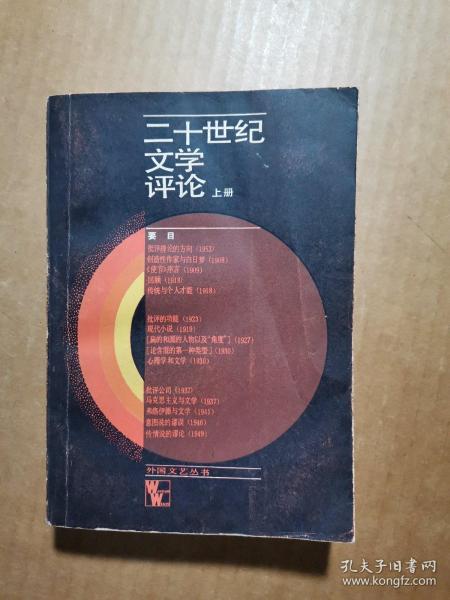 二十世纪
文学
评论 上册
要 目
批评理论的方向（1953）
创造性作家与白日梦（1908）
《使节》序言（1909）
回顾（1918）
传统与个人才能（1918）
批评的功能（1923）
现代小说（1919）
［扁的和圆的人物以及“角度”］（1927）
［论含混的第一种类型］（1930）
心理学和文学（1930）
批评公司（1937）
马克思主义与文学（1937）
弗洛伊德与文学（1941）
意图说的谬误（1946）
传情说的谬论（1949）
外国文艺丛书
孔夫子旧书网
www.kongfz.com